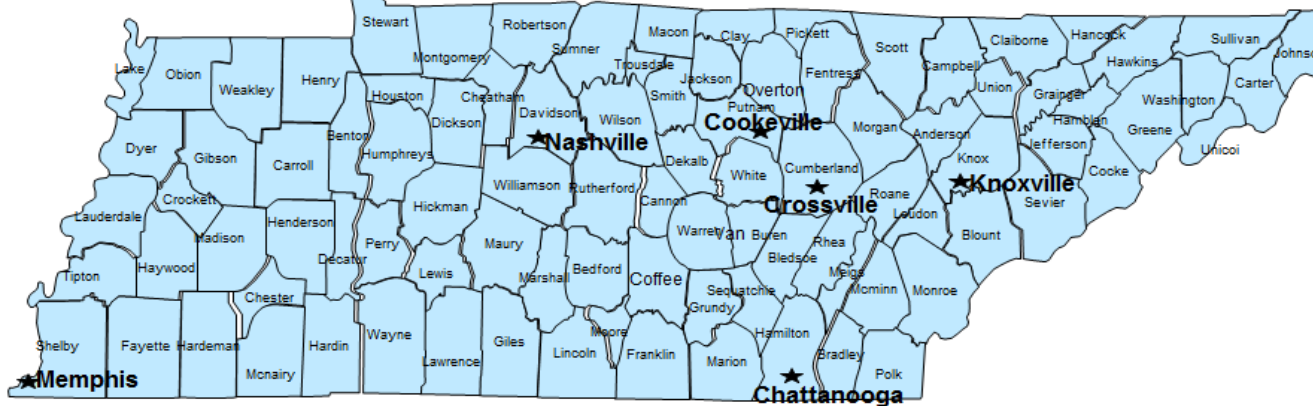 Stewart
Robertson
Macon
Clay
Pickett
Claiborne
Hancock
Sullivan
Johns
Montgomery
Sumner
Trousdale
Scott
Hawkins
Lake
Obion
Weakley
Henry
Houston
Cheatham
Jackson
Fentress
Campbell
Union
Carter
Dickson
Davidson
Wilson
Smith
Overton
Putnam
Grainger
Washington
Hamblen
Benton
Cookeville
Nashville
Morgan
Anderson
Greene
Dyer
Gibson
Carroll
Humphreys
Dekalb
Cumberland
Knox
Jefferson
Unicoi
Williamson
Rutherford
White
Cocke
Knoxville
Crockett
Cannon
Crossville
Roane
Sevier
Lauderdale
Henderson
Hickman
Loudon
Madison
Perry
Maury
Warren
Van
Buren
Rhea
Blount
Haywood
Decatur
Lewis
Marshall
Bedford
Coffee
Bledsoe
Meigs
Tipton
Chester
Sequatchie
Mcminn
Monroe
Grundy
Shelby
Fayette
Hardeman
Hardin
Wayne
Giles
Moore
Hamilton
Lincoln
Franklin
Marion
Bradley
Lawrence
Mcnairy
Polk
Memphis
Chattanooga